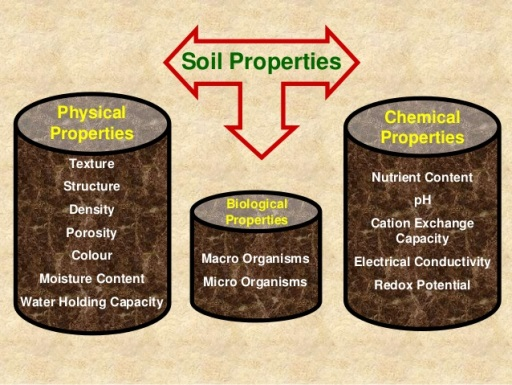 Soil Properties
Physical
Properties
Texture
Structure
Density
Porosity
Colour
Moisture Content
Water Holding Capacity
Biological
Properties
Macro Organisms
Micro Organisms
Chemical
Properties
Nutrient Content
pH
Cation Exchange
Capacity
Electrical Conductivity
Redox Potential